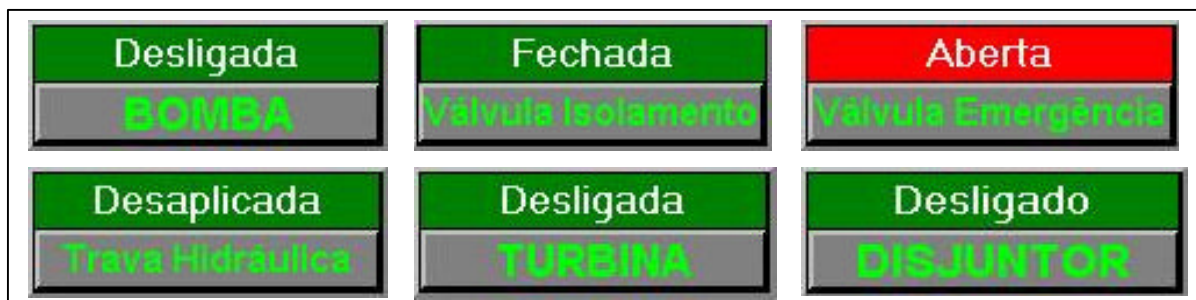 Desligada
BOMBA
Fechada
Válvula Isolamento
Aberta
Válvula Emergência
Desaplicada
Trava Hidráulica
Desligada
TURBINA
Desligado
DISJUNTOR